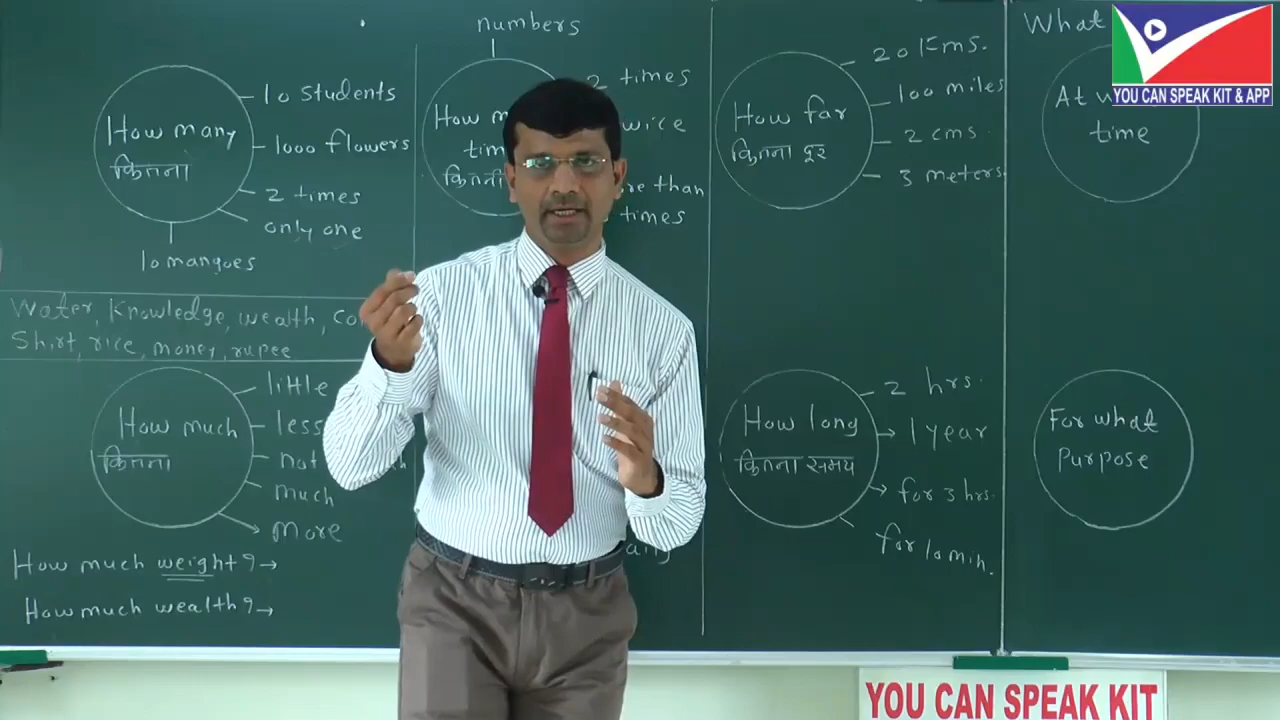 numbers
How many
कितना
10 students
1000 flowers
2 times
only one
10 mangoes
How
कितनी
2 times
times
How far
कितना दूर
20 Kms.
100 miles
2 cms.
3 meters
What
At
time
YOU CAN SPEAK KIT & APP
Water, Knowledge, wealth,
Shirt, rice, money, rupee
How much
कितना
little
less
much
More
How much weight?
How much wealth?
How long
कितना समय
2 hrs.
1 year
for 3 hrs.
for 10 min.
For what
Purpose
YOU CAN SPEAK KIT